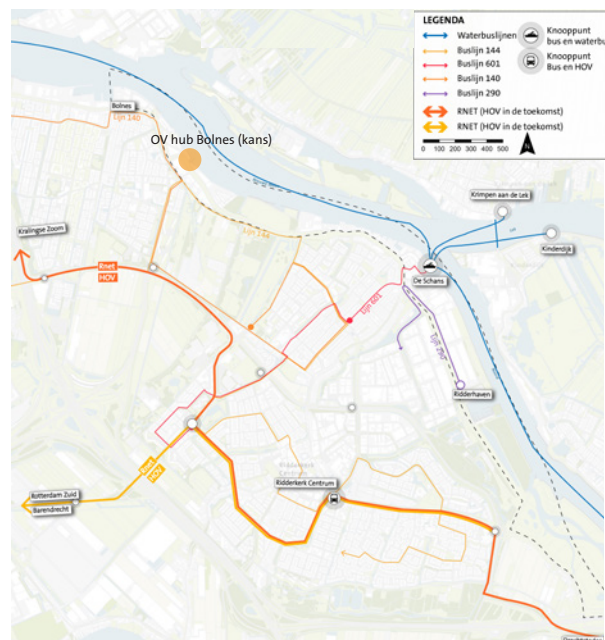 LEGENDA
Waterbuslijnen
Buslijn 144
Buslijn 601
Buslijn 140
Buslijn 290
RNET (HOV in de toekomst)
RNET (HOV in de toekomst)
0 100 200 300 400 500
Knooppunt
bus en waterbu
Knooppunt
Bus en HOV
N
Bolnes
Lijn 140
OV hub Bolnes (kans)
Krimpen aan de Lek
Kinderdijk
Kralingse Zoom
Rnet
HOV
De Schans
Lijn 601
Lijn 290
Ridderhaven
Rnet
HOV
Ridderkerk Centrum
Rotterdam Zuid
Barendrecht